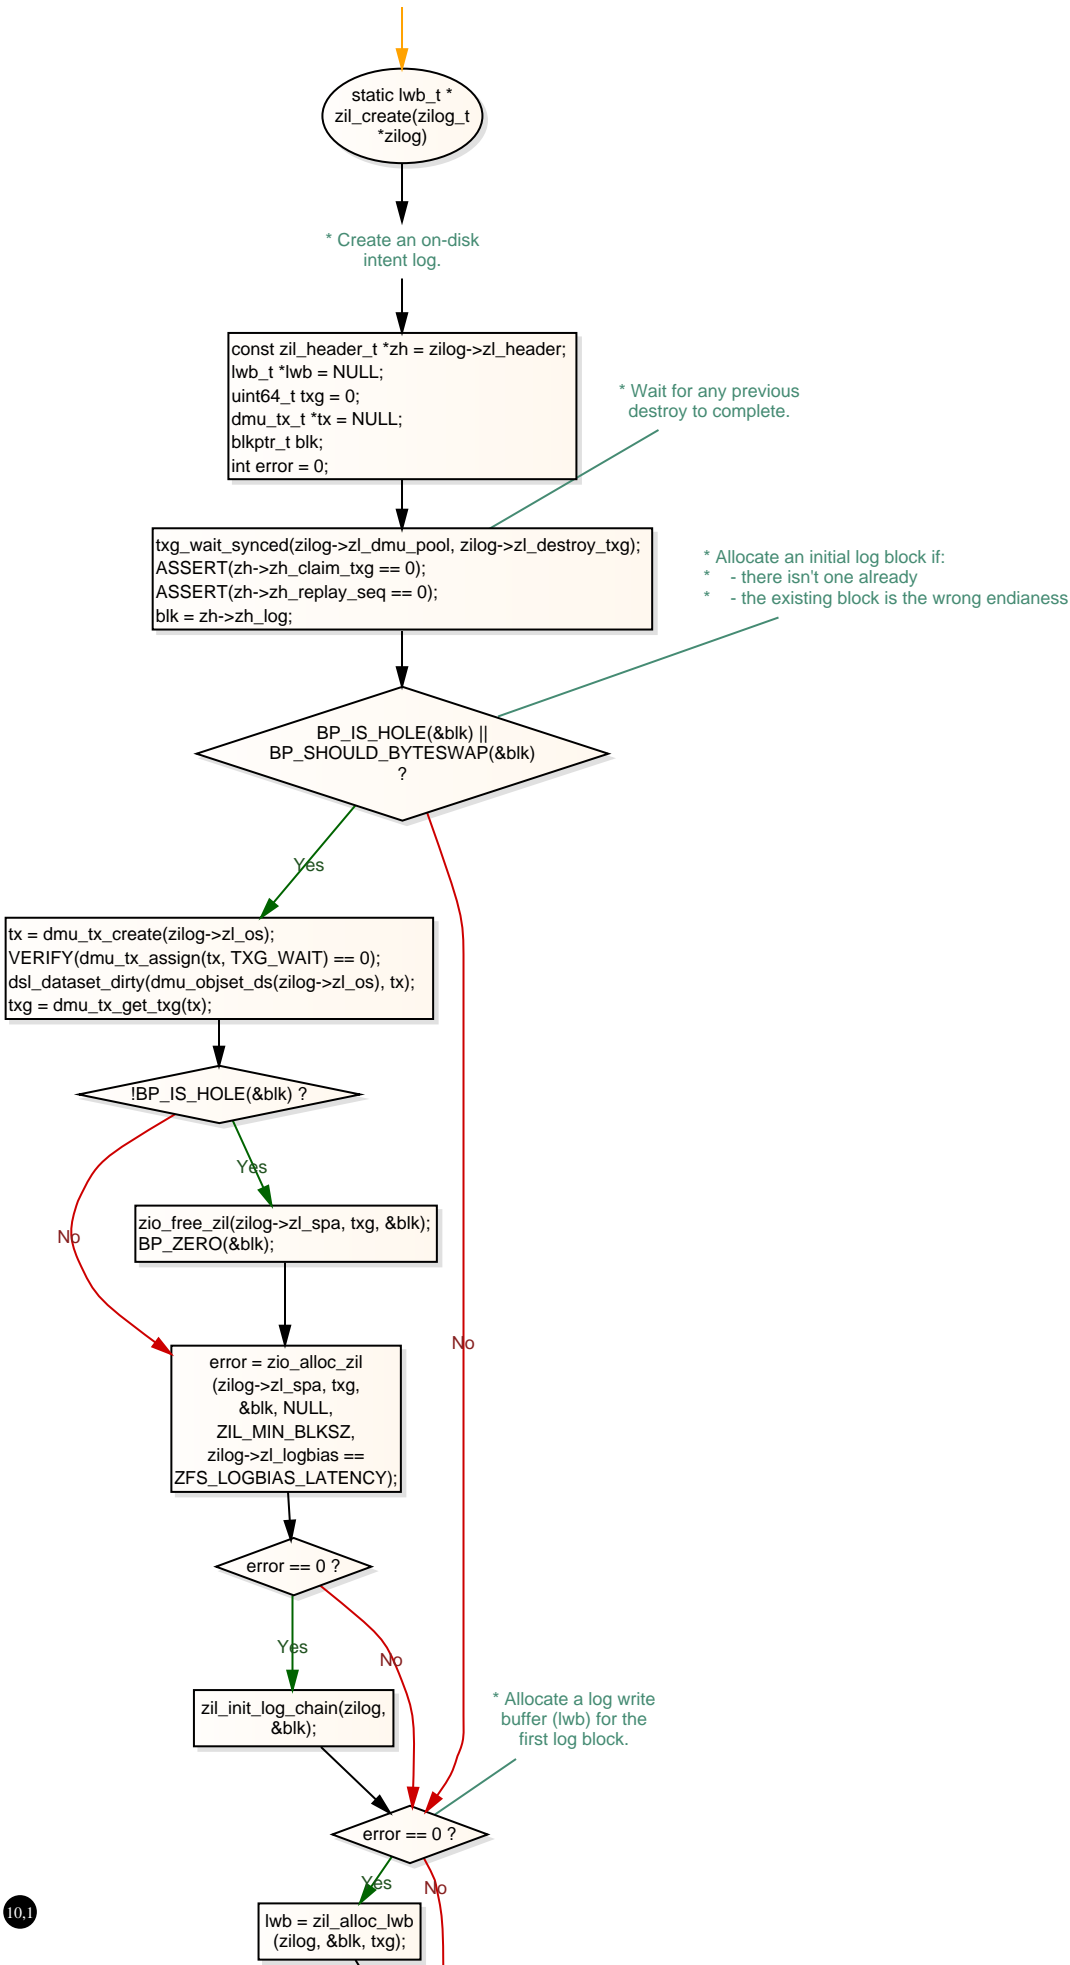 static lwb_t *
zil_create(zilog_t
*zilog)
* Create an on-disk
intent log.
const zil_header_t *zh = zilog->zl_header;
lwb_t *lwb = NULL;
uint64_t txg = 0;
dmu_tx_t *tx = NULL;
blkptr_t blk;
int error = 0;
* Wait for any previous
destroy to complete.
txg_wait_synced(zilog->zl_dmu_pool, zilog->zl_destroy_txg);
ASSERT(zh->zh_claim_txg == 0);
ASSERT(zh->zh_replay_seq == 0);
blk = zh->zh_log;
* Allocate an initial log block if:
* - there isn't one already
* - the existing block is the wrong endianess
BP_IS_HOLE(&blk) ||
BP_SHOULD_BYTESWAP(&blk)
?
Yes
tx = dmu_tx_create(zilog->zl_os);
VERIFY(dmu_tx_assign(tx, TXG_WAIT) == 0);
dsl_dataset_dirty(dmu_objset_ds(zilog->zl_os), tx);
txg = dmu_tx_get_txg(tx);
!BP_IS_HOLE(&blk) ?
Yes
No
zio_free_zil(zilog->zl_spa, txg, &blk);
BP_ZERO(&blk);
No
error = zio_alloc_zil
(zilog->zl_spa, txg,
&blk, NULL,
ZIL_MIN_BLKSZ,
zilog->zl_logbias ==
ZFS_LOGBIAS_LATENCY);
error == 0 ?
Yes
No
zil_init_log_chain(zilog,
&blk);
* Allocate a log write
buffer (lwb) for the
first log block.
error == 0 ?
Yes
No
lwb = zil_alloc_lwb
(zilog, &blk, txg);
10,1